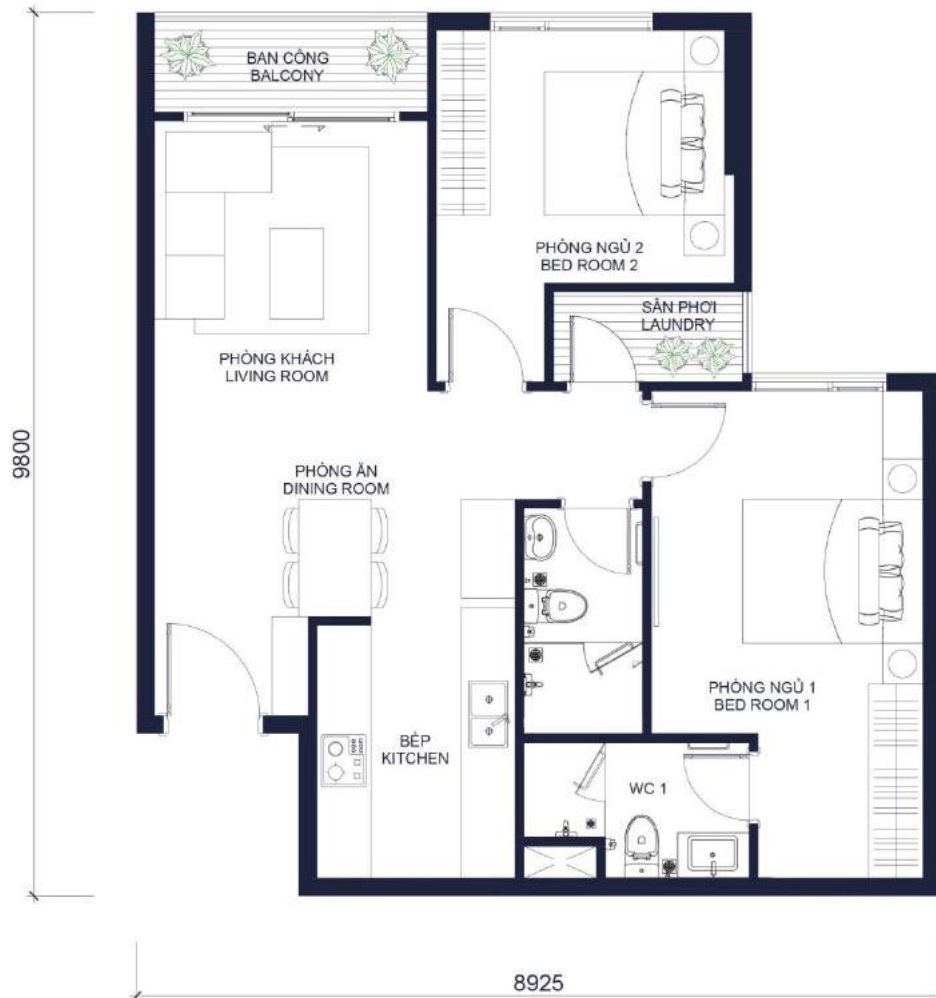 BAN CÔNG
BALCONY
PHÒNG NGỦ 2
BED ROOM 2
SÂN PHƠI
LAUNDRY
PHÒNG KHÁCH
LIVING ROOM
9800
PHÒNG ĂN
DINING ROOM
PHÒNG NGỦ 1
BED ROOM 1
BẾP
KITCHEN
WC 1
8925